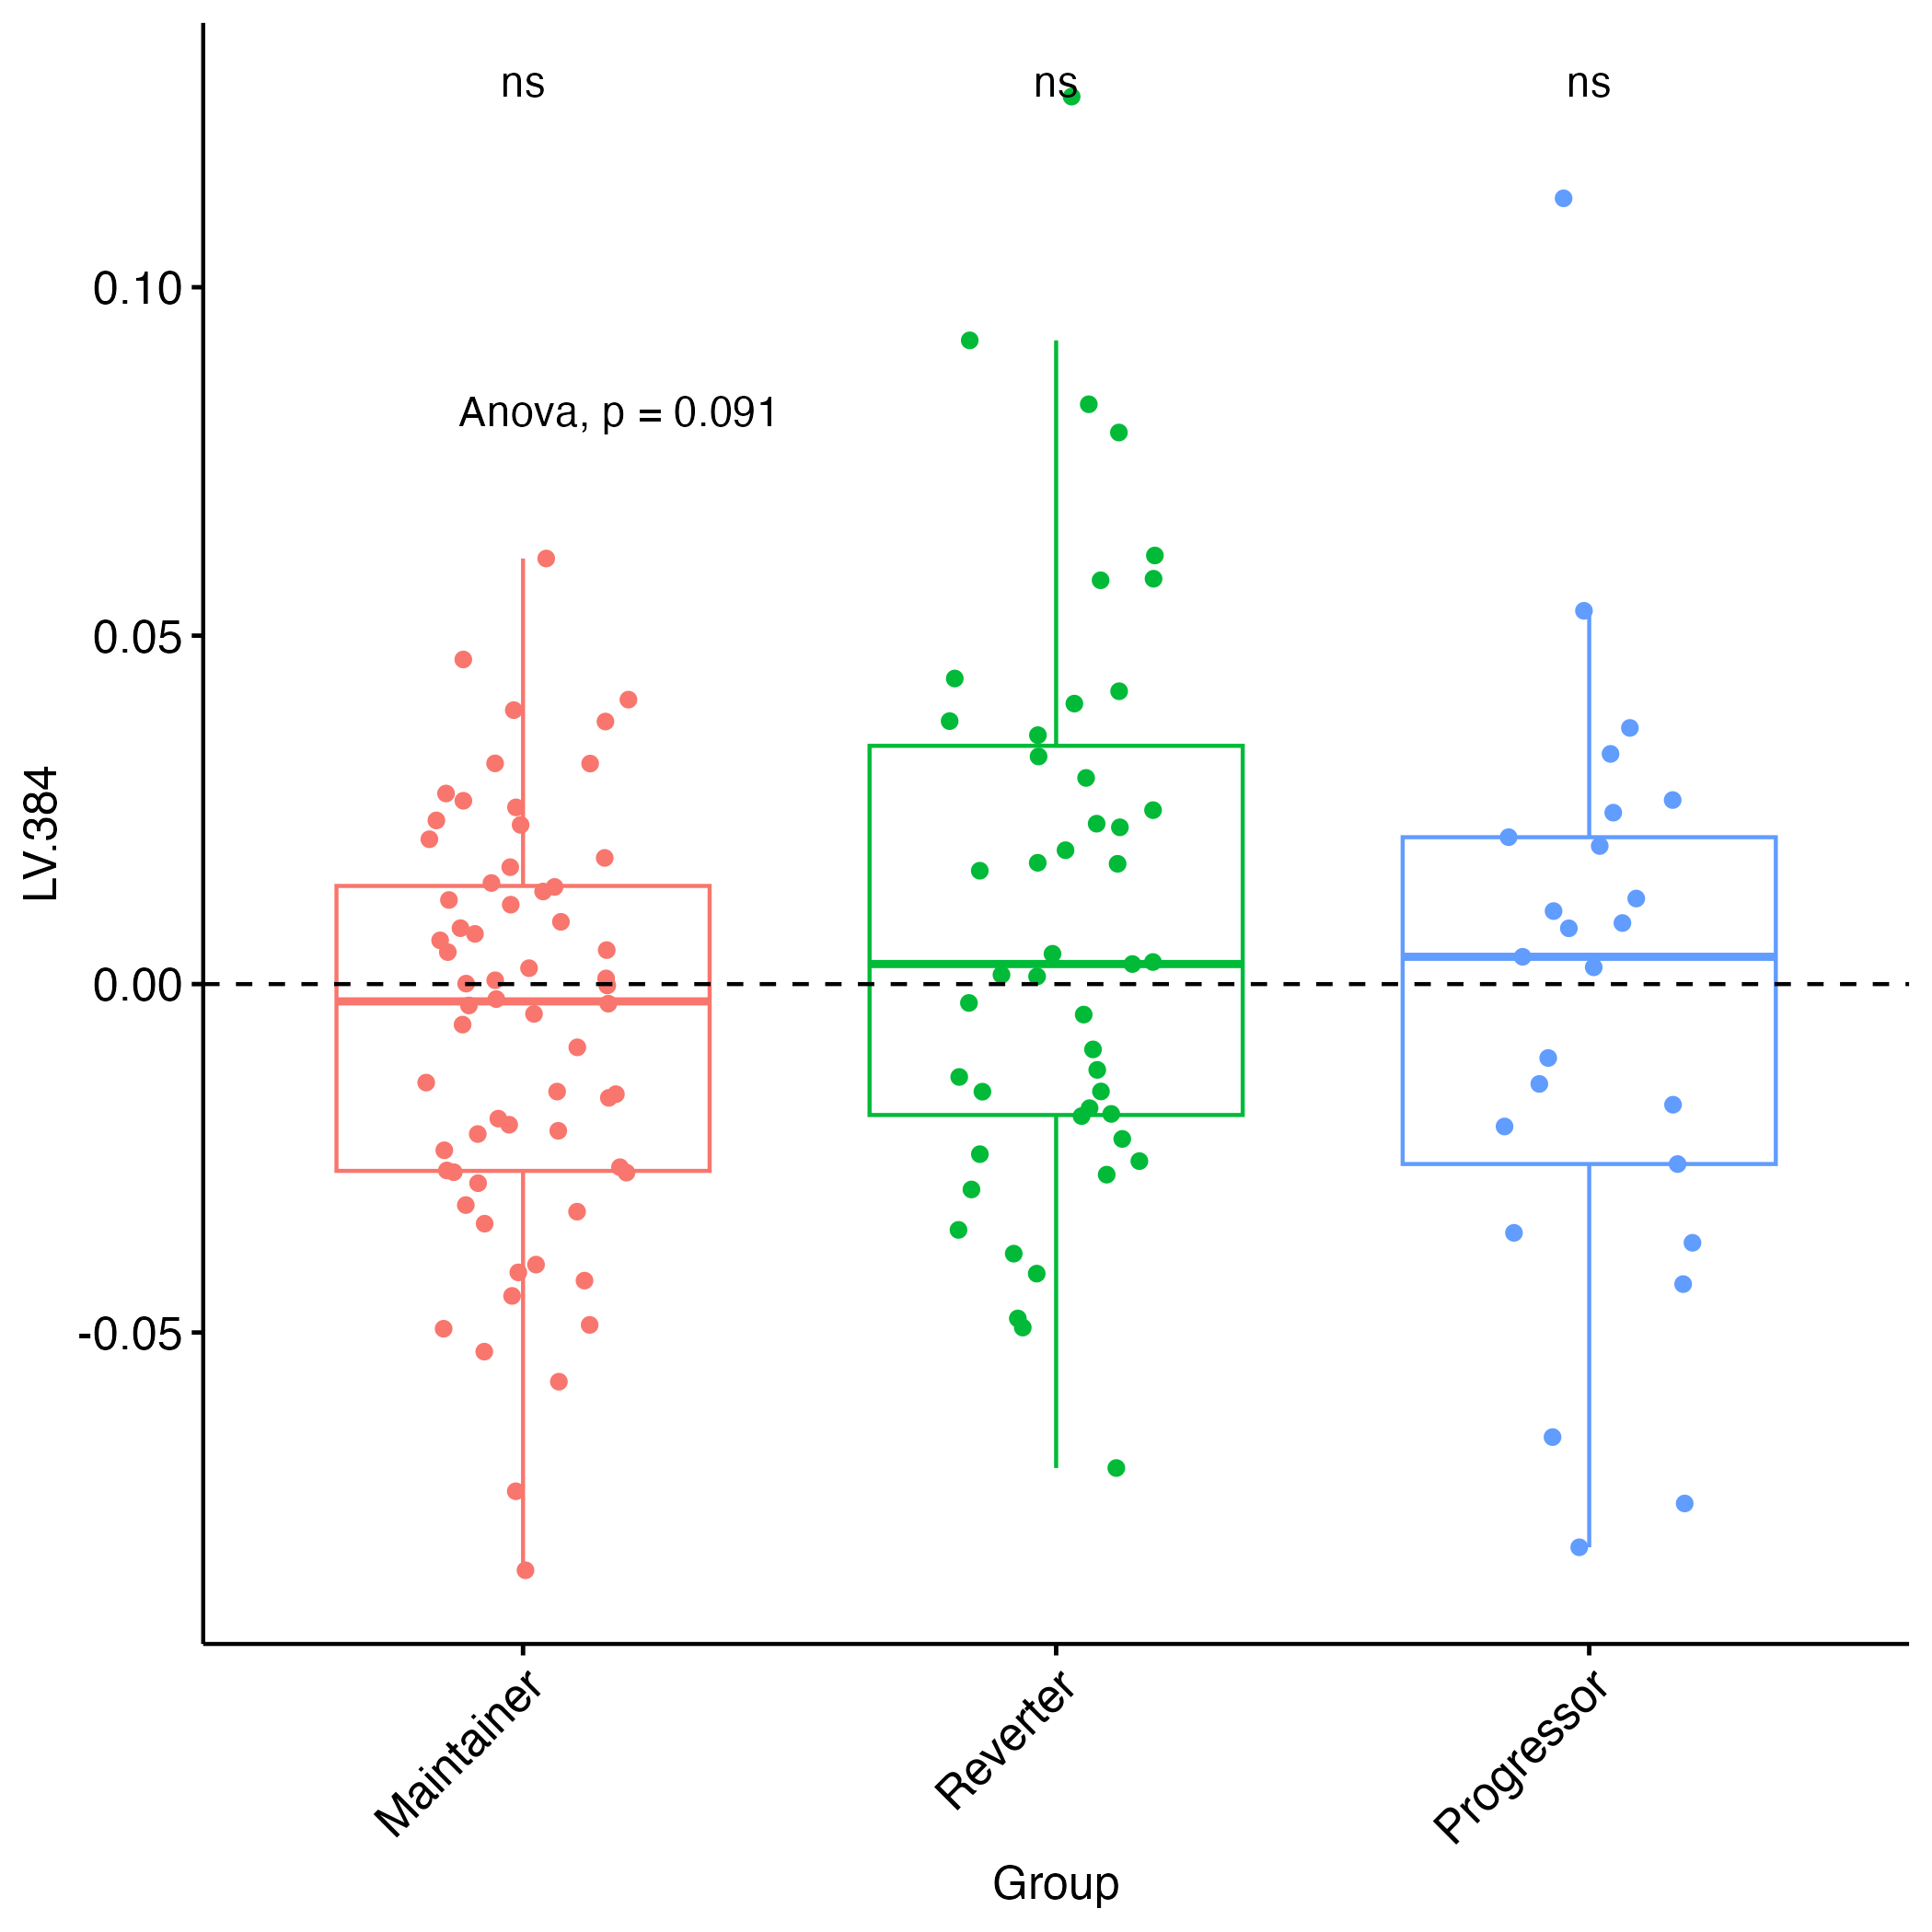 ns ns ns
0.10
Anova, p = 0.091
0.05
LV.384
0.00
-0.05
Maintainer Reverter Progressor
Group